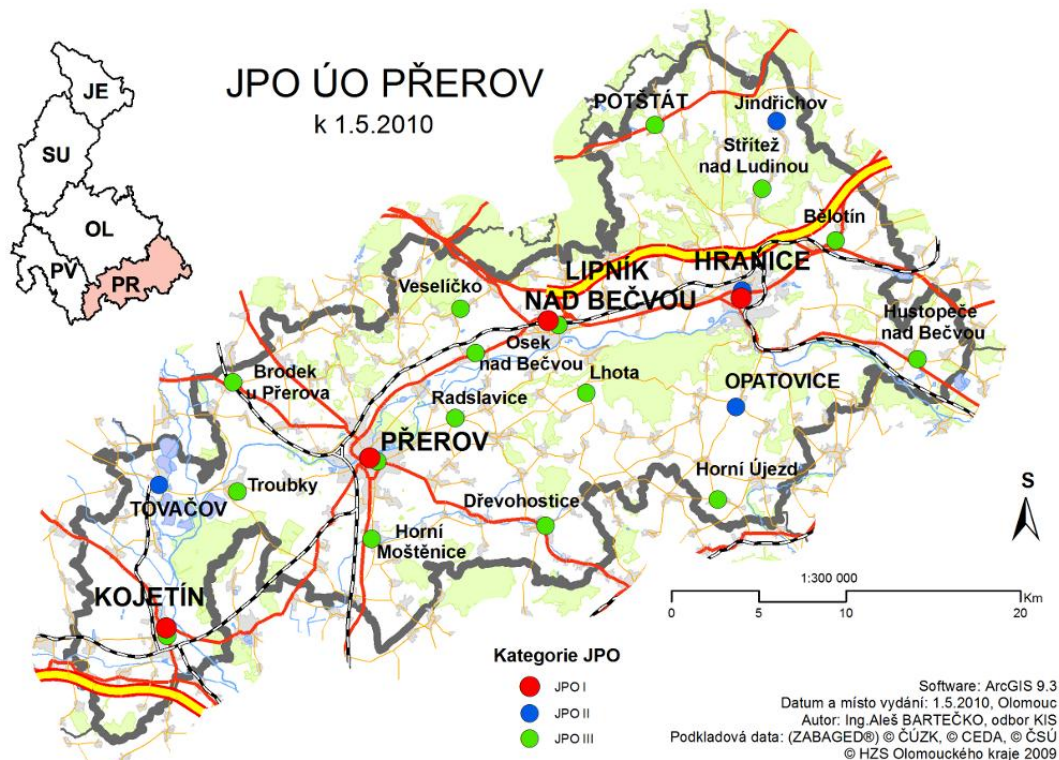 JPO ÚO PŘEROV
k 1.5.2010
JE
SU
OL
PV
PR
POTŠTÁT
Jindřichov
Střítež
nad Ludinou
Bělotín
HRANICE
LIPNÍK
NAD BEČVOU
Veselíčko
Hustopeče
nad Bečvou
Osek
nad Bečvou
Brodek
u Přerova
Lhota
OPATOVICE
Radslavice
PŘEROV
Horní Újezd
Troubky
TOVAČOV
Dřevohostice
Horní
Moštěnice
KOJETÍN
S
1:300 000
0 5 10 20 Km
Kategorie JPO
JPO I
JPO II
JPO III
Software: ArcGIS 9.3
Datum a místo vydání: 1.5.2010, Olomouc
Autor: Ing.Aleš BARTEČKO, odbor KIS
Podkladová data: (ZABAGED®) © ČÚZK, © CEDA, © ČSÚ
© HZS Olomouckého kraje 2009